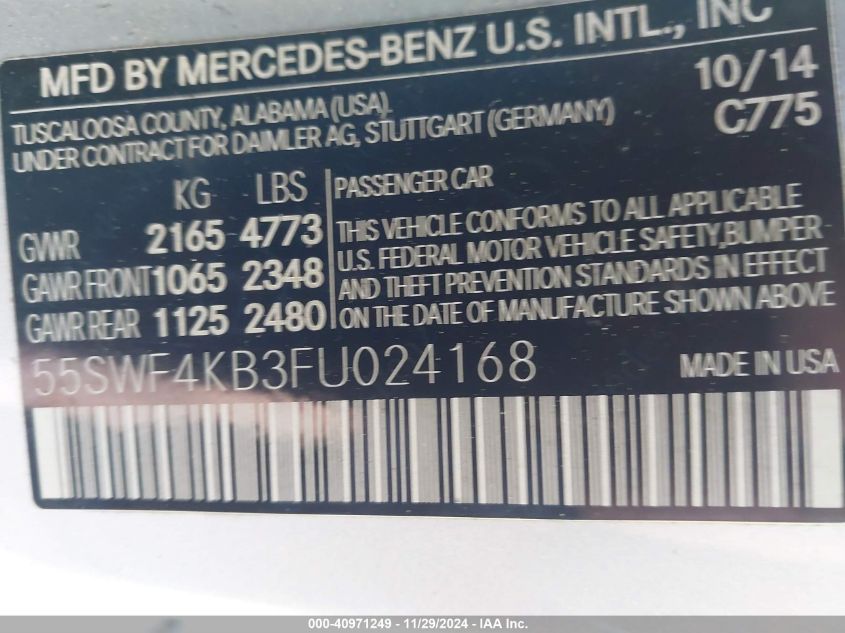 MFD BY MERCEDES-BENZ U.S. INTL., INC
10/14
TUSCALOOSA COUNTY, ALABAMA (USA)
C775
UNDER CONTRACT FOR DAIMLER AG, STUTTGART (GERMANY)
KG LBS
GVWR 2165 4773
GAWR FRONT 1065 2348
GAWR REAR 1125 2480
PASSENGER CAR
THIS VEHICLE CONFORMS TO ALL APPLICABLE
U.S. FEDERAL MOTOR VEHICLE SAFETY, BUMPER
AND THEFT PREVENTION STANDARDS IN EFFECT
ON THE DATE OF MANUFACTURE SHOWN ABOVE
55SWF4KB3FU024168
MADE IN USA
000-40971249 - 11/29/2024 - IAA Inc.